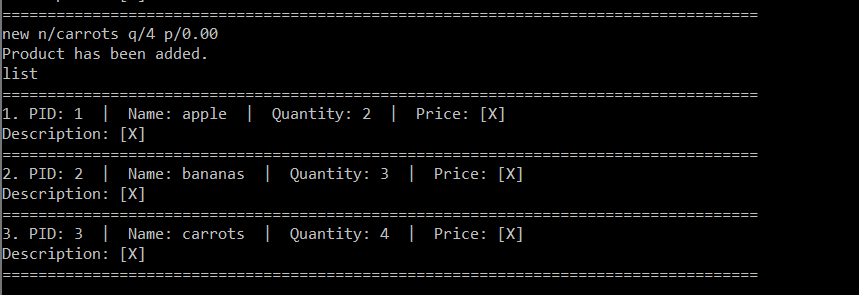 ==========================================================================================
new n/carrots q/4 p/0.00
Product has been added.
list
==========================================================================================
1. PID: 1  |  Name: apple  |  Quantity: 2  |  Price: [X]
Description: [X]
==========================================================================================
2. PID: 2  |  Name: bananas  |  Quantity: 3  |  Price: [X]
Description: [X]
==========================================================================================
3. PID: 3  |  Name: carrots  |  Quantity: 4  |  Price: [X]
Description: [X]
==========================================================================================